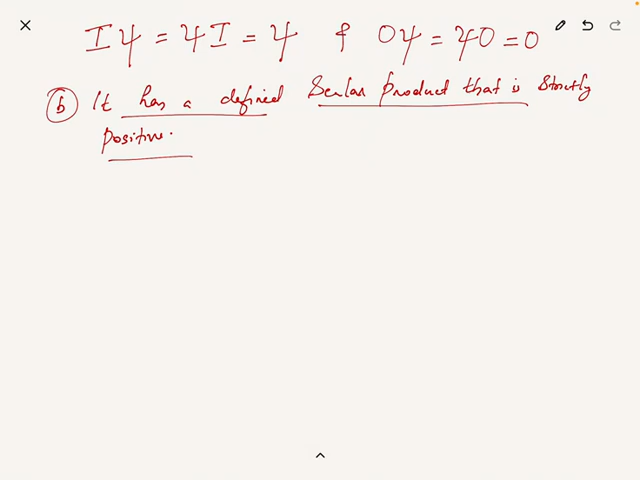 Iψ = ψI = ψ & 0ψ = ψ0 = 0
(b) It has a defined Scalar product that is strictly
positive.